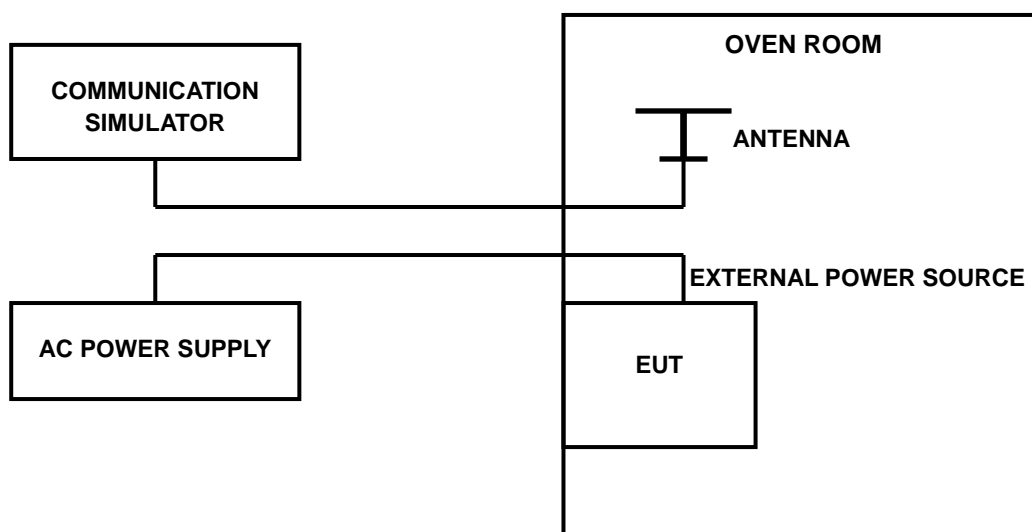 OVEN ROOM
COMMUNICATION
SIMULATOR
ANTENNA
EXTERNAL POWER SOURCE
AC POWER SUPPLY
EUT